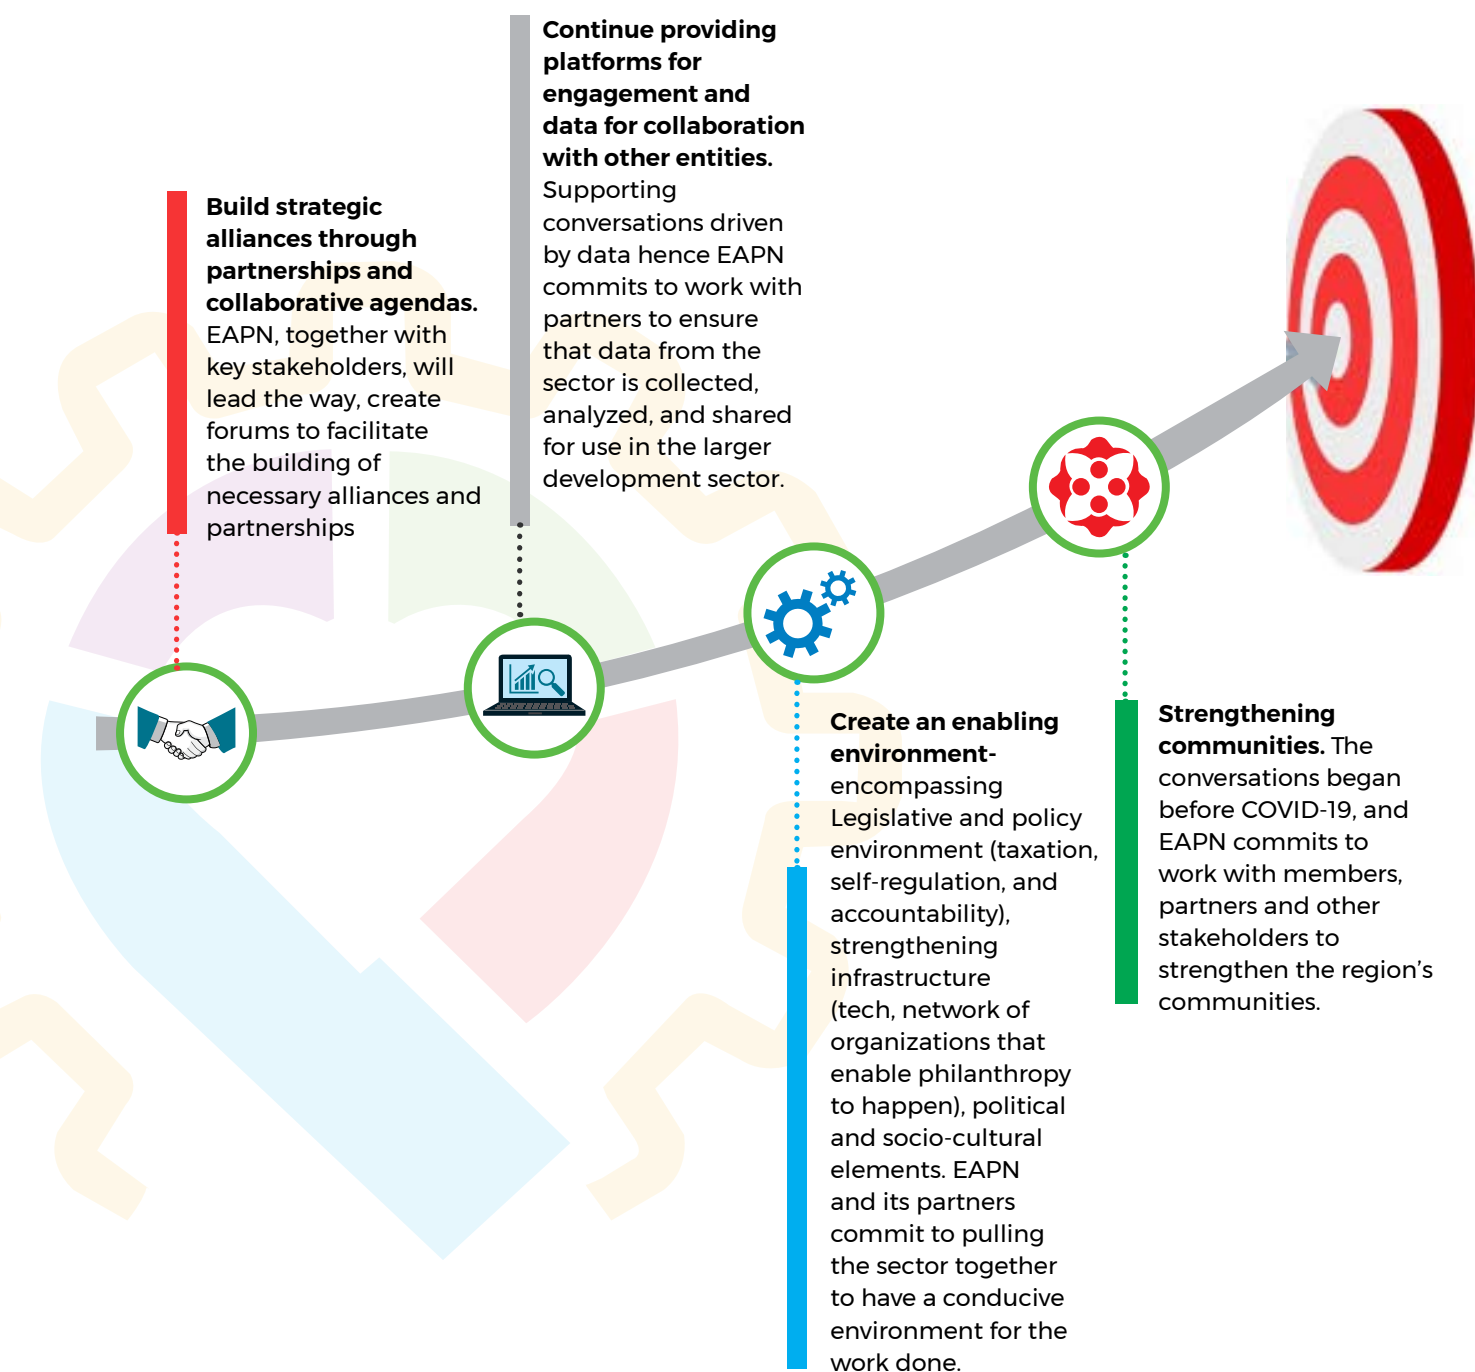 Build strategic
alliances through
partnerships and
collaborative agendas.
EAPN, together with
key stakeholders, will
lead the way, create
forums to facilitate
the building of
necessary alliances and
partnerships
Continue providing
platforms for
engagement and
data for collaboration
with other entities.
Supporting
conversations driven
by data hence EAPN
commits to work with
partners to ensure
that data from the
sector is collected,
analyzed, and shared
for use in the larger
development sector.
Create an enabling
environment-
encompassing
Legislative and policy
environment (taxation,
self-regulation, and
accountability),
strengthening
infrastructure
(tech, network of
organizations that
enable philanthropy
to happen), political
and socio-cultural
elements. EAPN
and its partners
commit to pulling
the sector together
to have a conducive
environment for the
work done.
Strengthening
communities. The
conversations began
before COVID-19, and
EAPN commits to
work with members,
partners and other
stakeholders to
strengthen the region’s
communities.